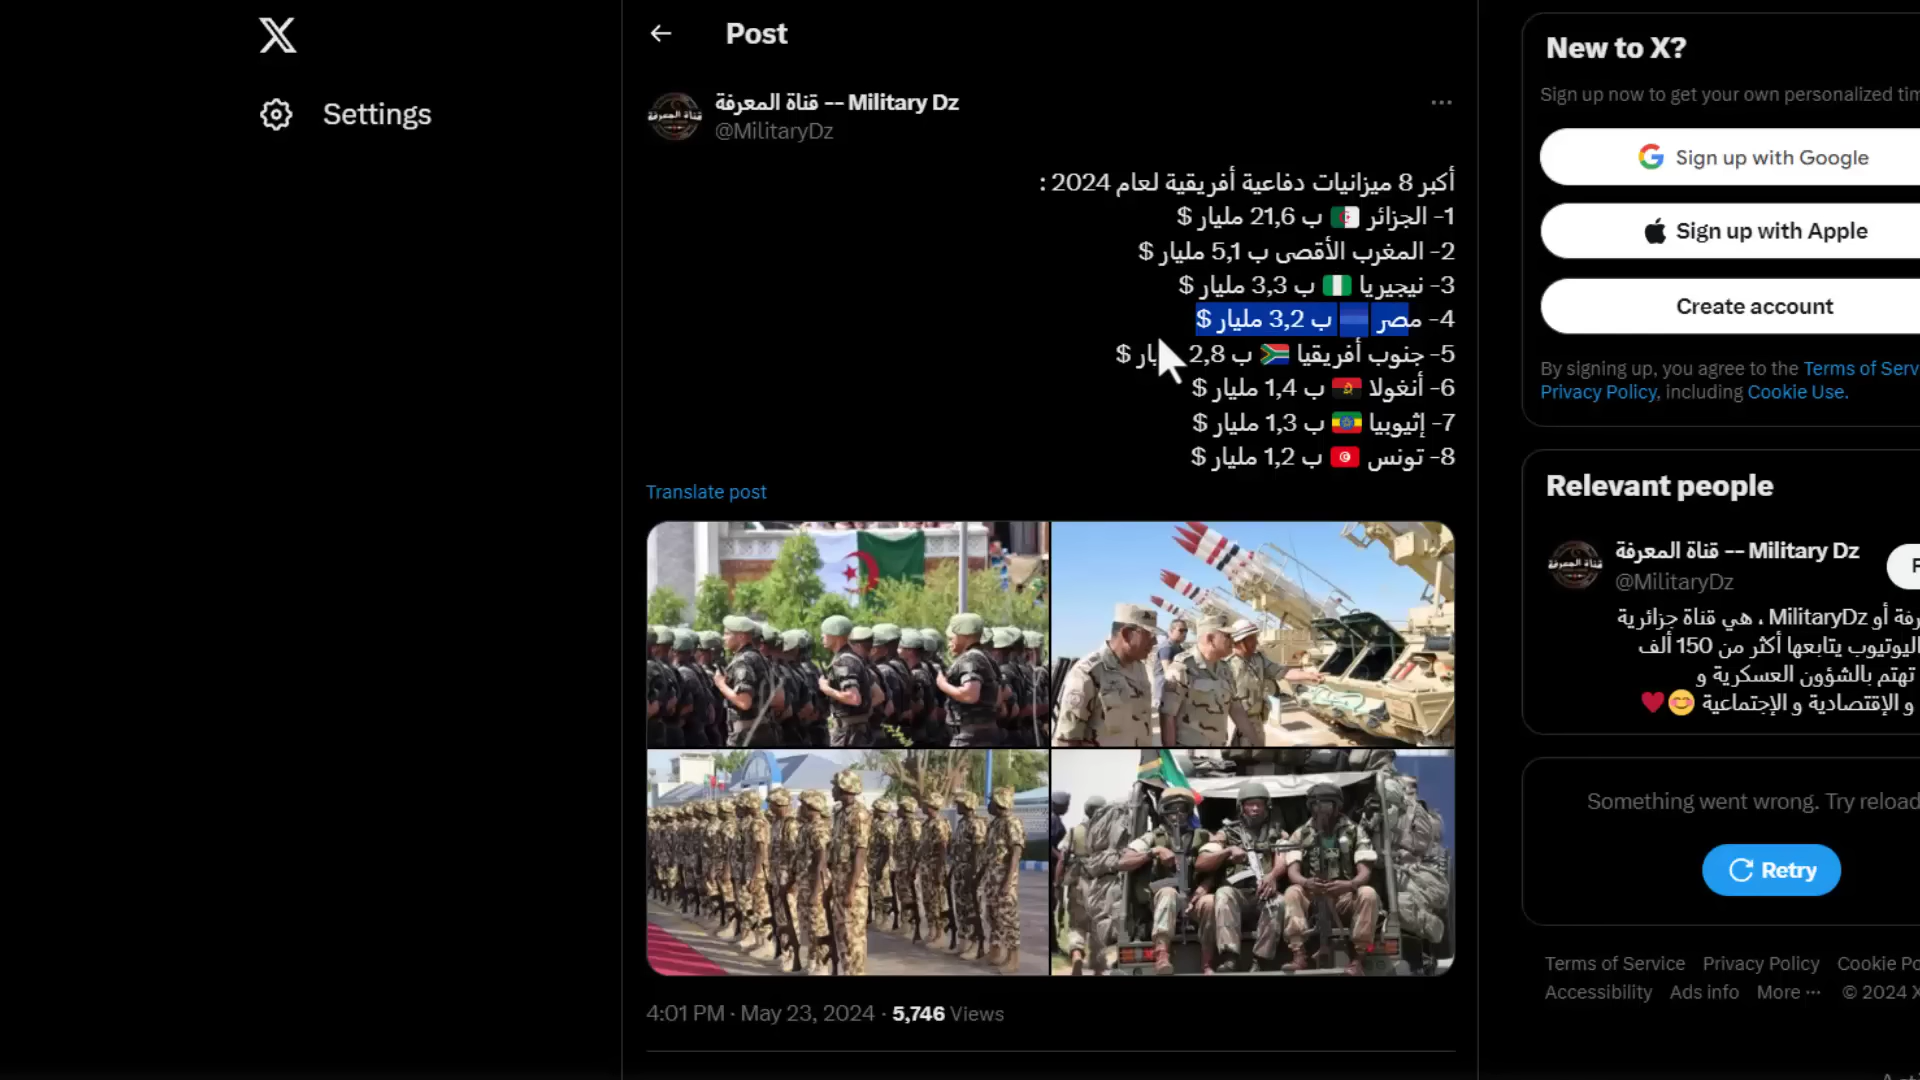 Settings
Post
قناة المعرفة -- Military Dz
@MilitaryDz
أكبر 8 ميزانيات دفاعية أفريقية لعام 2024 :
1- الجزائر 🇩🇿 ب 21,6 مليار $
2- المغرب الأقصى ب 5,1 مليار $
3- نيجيريا 🇳🇬 ب 3,3 مليار $
4- مصر ب 3,2 مليار $
5- جنوب أفريقيا 🇿🇦 ب 2,8 $
6- أنغولا 🇦🇴 ب 1,4 مليار $
7- إثيوبيا 🇪🇹 ب 1,3 مليار $
8- تونس 🇹🇳 ب 1,2 مليار $
Translate post
4:01 PM · May 23, 2024 · 5,746 Views
New to X?
Sign up now to get your own personalized
Sign up with Google
Sign up with Apple
Create account
By signing up, you agree to the Terms of
Privacy Policy, including Cookie Use.
Relevant people
قناة المعرفة -- Military Dz
@MilitaryDz
أو MilitaryDz ، هي قناة جزائرية
اليوتيوب يتابعها أكثر من 150 ألف
تهتم بالشؤون العسكرية و
و الإقتصادية و الإجتماعية 😊♥
Something went wrong. Try
Retry
Terms of Service Privacy Policy Cookie
Accessibility Ads info More ··· © 2024 X